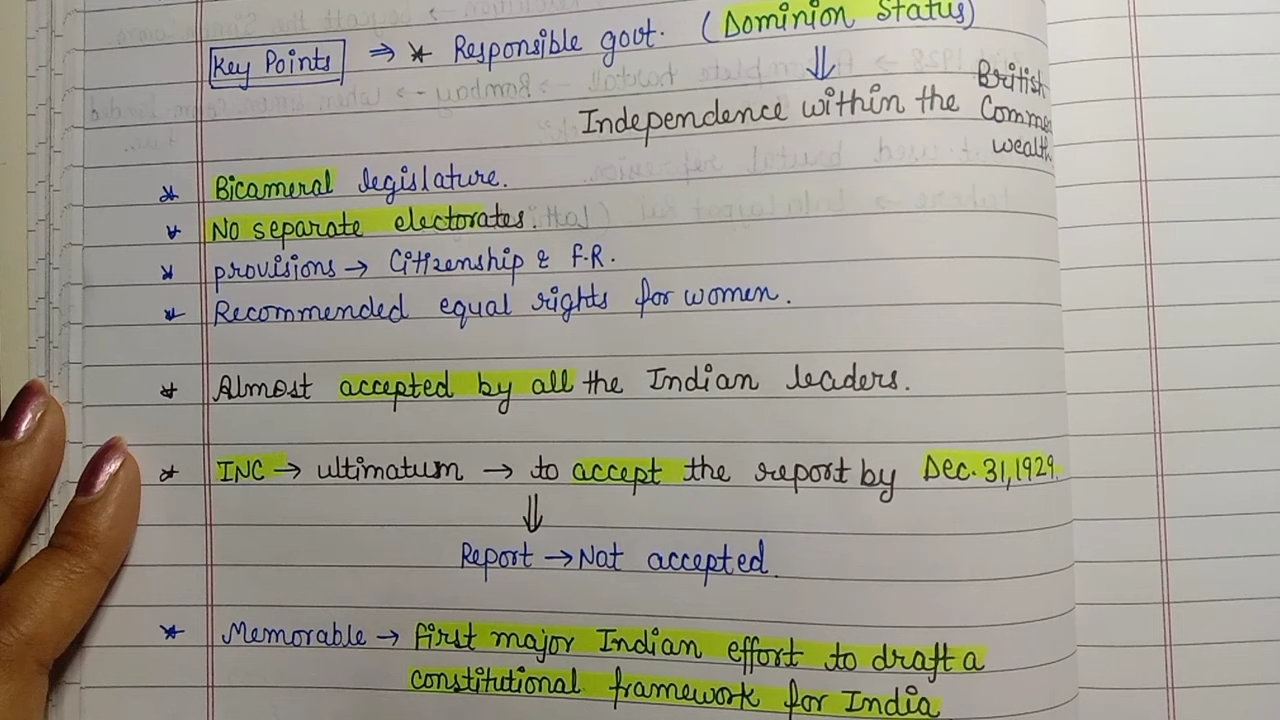 Key Points ⇒ * Responsible govt. (Dominion Status)
⇓
Independence within the British Common wealth
* Bicameral legislature.
* No separate electorates.
* provisions → Citizenship & F.R.
* Recommended equal rights for women.
* Almost accepted by all the Indian leaders.
* INC → ultimatum → to accept the report by Dec. 31, 1929.
⇓
Report → Not accepted.
* Memorable → first major Indian effort to draft a
constitutional framework for India